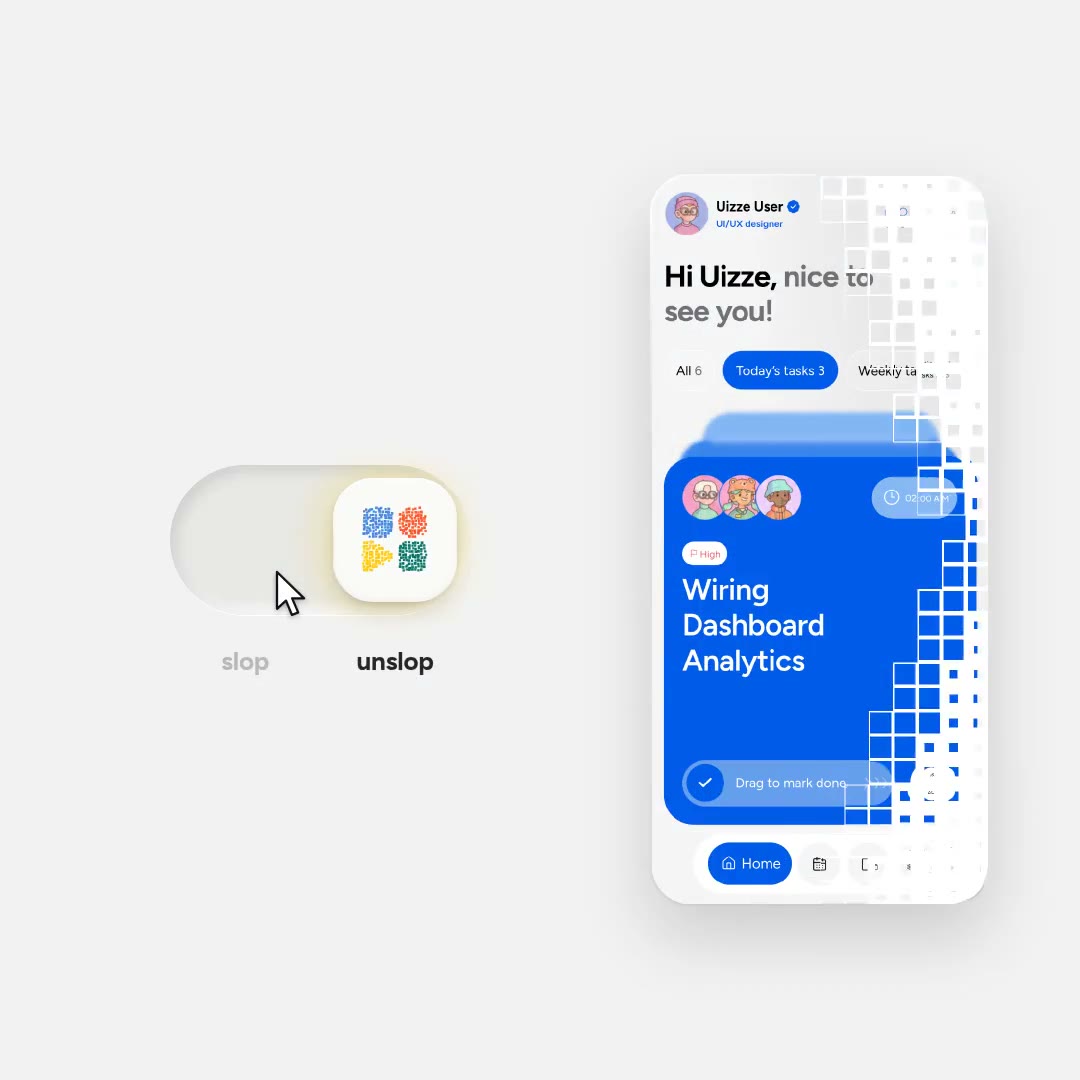 slop
unslop
Uizze User
UI/UX designer
Hi Uizze, nice to
see you!
All 6
Today's tasks 3
Weekly ta
02:00 AM
High
Wiring
Dashboard
Analytics
Drag to mark done
Home